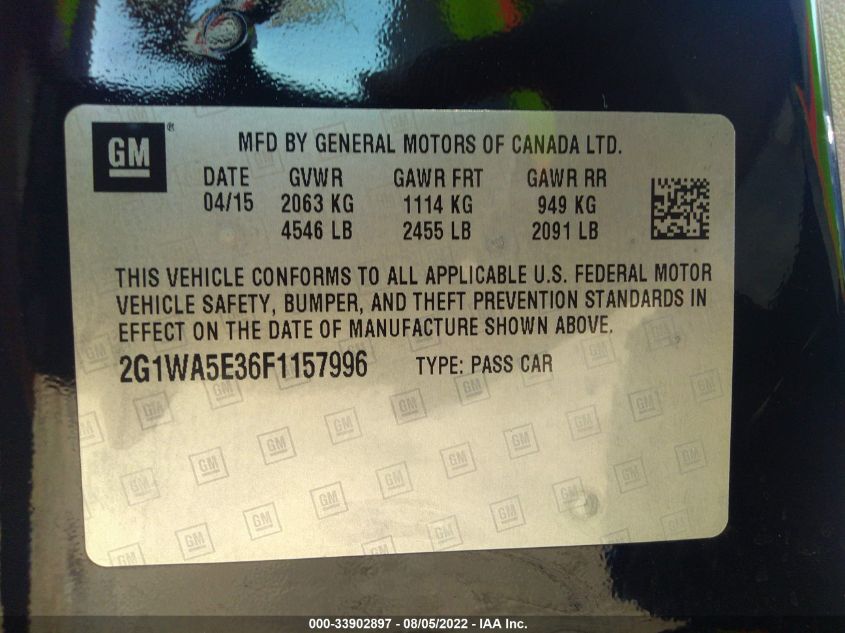 GM ®
MFD BY GENERAL MOTORS OF CANADA LTD.
DATE GVWR GAWR FRT GAWR RR
04/15 2063 KG 1114 KG 949 KG
4546 LB 2455 LB 2091 LB
THIS VEHICLE CONFORMS TO ALL APPLICABLE U.S. FEDERAL MOTOR
VEHICLE SAFETY, BUMPER, AND THEFT PREVENTION STANDARDS IN
EFFECT ON THE DATE OF MANUFACTURE SHOWN ABOVE.
2G1WA5E36F1157996 TYPE: PASS CAR
000-33902897 - 08/05/2022 - IAA Inc.